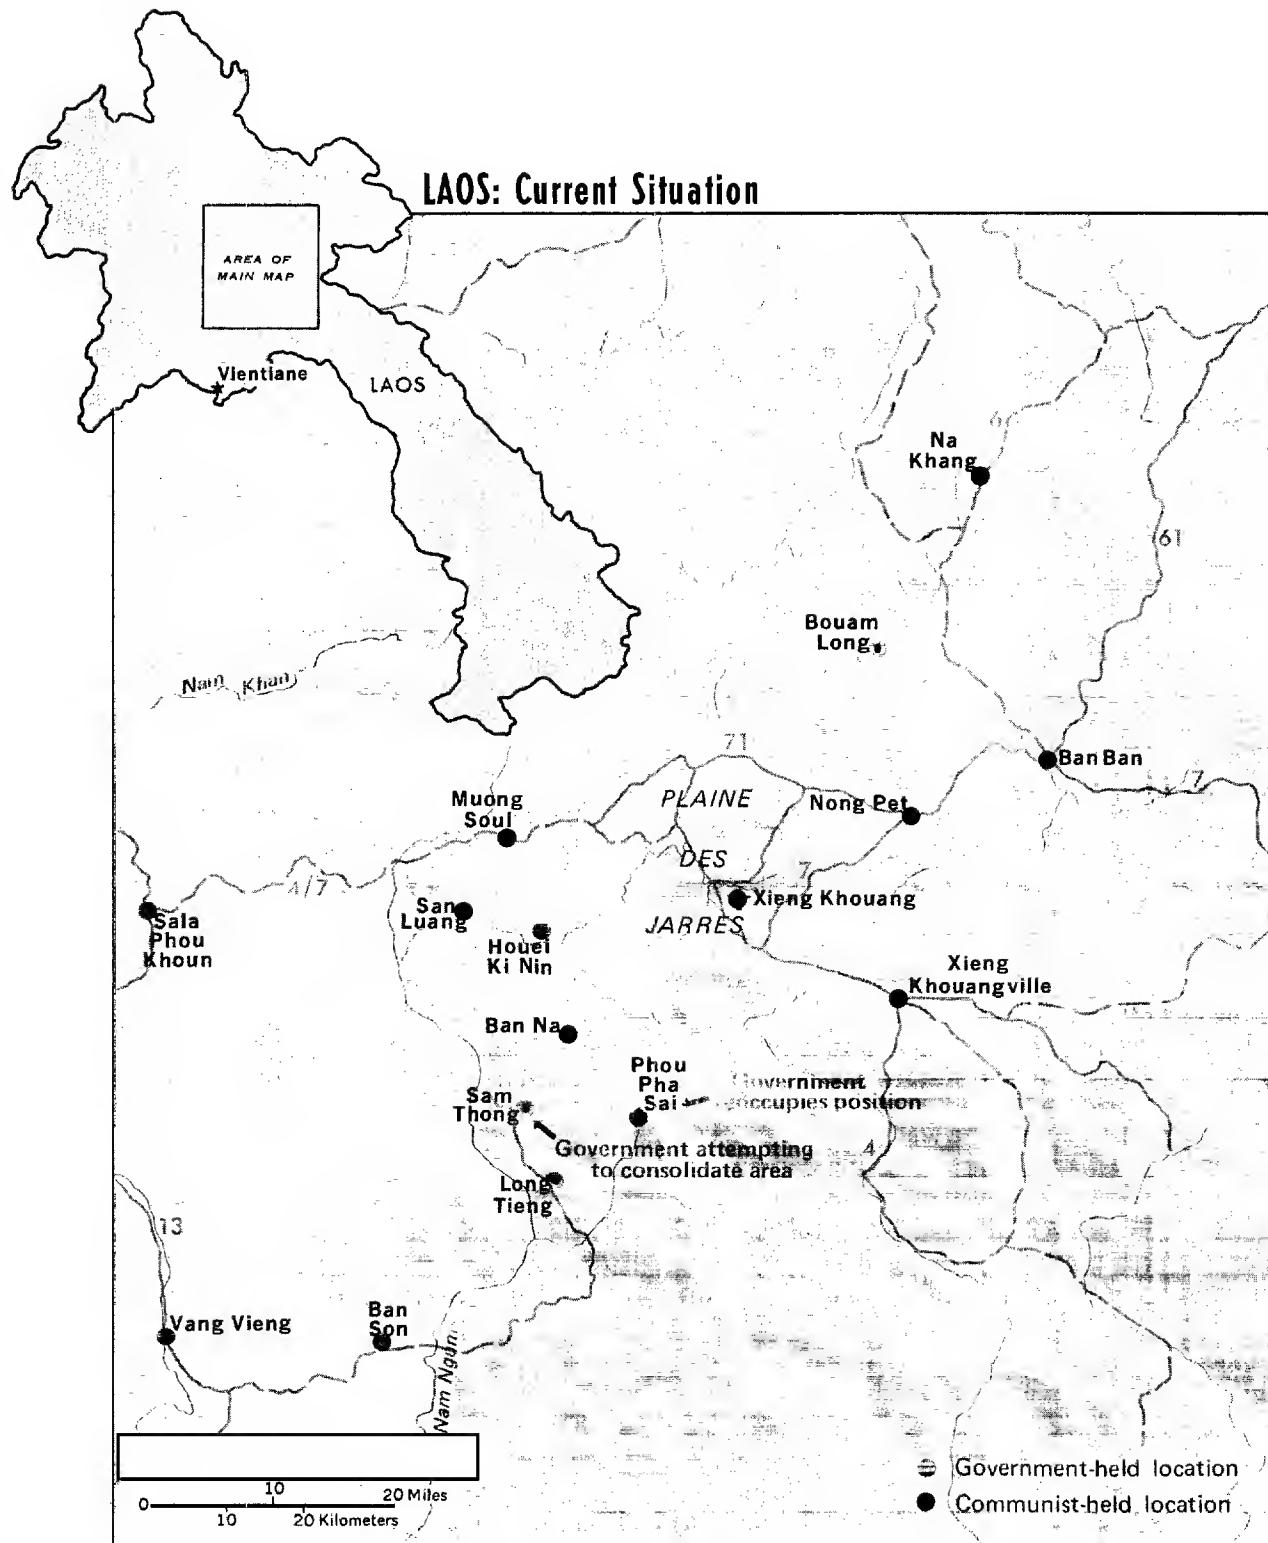 LAOS: Current Situation
AREA OF
MAIN MAP
Vientiane
LAOS
6
Na
Khang
61
Bouam
Long
Nam Khan
71
Ban Ban
7
PLAINE
DES
JARRES
Nong Pet
Muong
Soui
4/7
7
Xieng Khouang
San
Luang
Sala
Phou
Khoun
Houei
Ki Nin
Xieng
Khouangville
Ban Na
Phou
Pha
Sai
Government
occupies position
Sam
Thong
Government attempting
to consolidate area
4
Long
Tieng
13
Vang Vieng
Ban
Son
Nam Ngum
Government-held location
Communist-held location
10 20 Miles
0
10 20 Kilometers